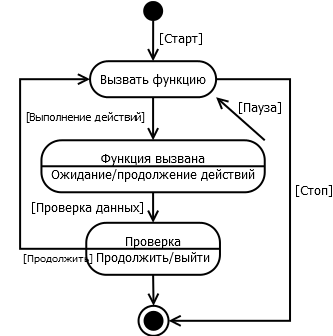 [Старт]
Вызвать функцию
[Пауза]
[Выполнение действий]
Функция вызвана
Ожидание/продолжение действий
[Стоп]
[Проверка данных]
Проверка
Продолжить/выйти
[Продолжить]